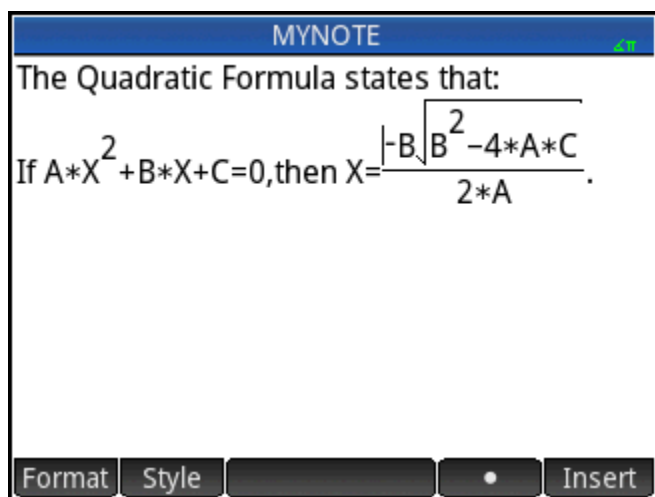 MYNOTE
∡π
The Quadratic Formula states that:
If A*X²+B*X+C=0,then X=(-B√(B²-4*A*C))/(2*A).
Format Style • Insert